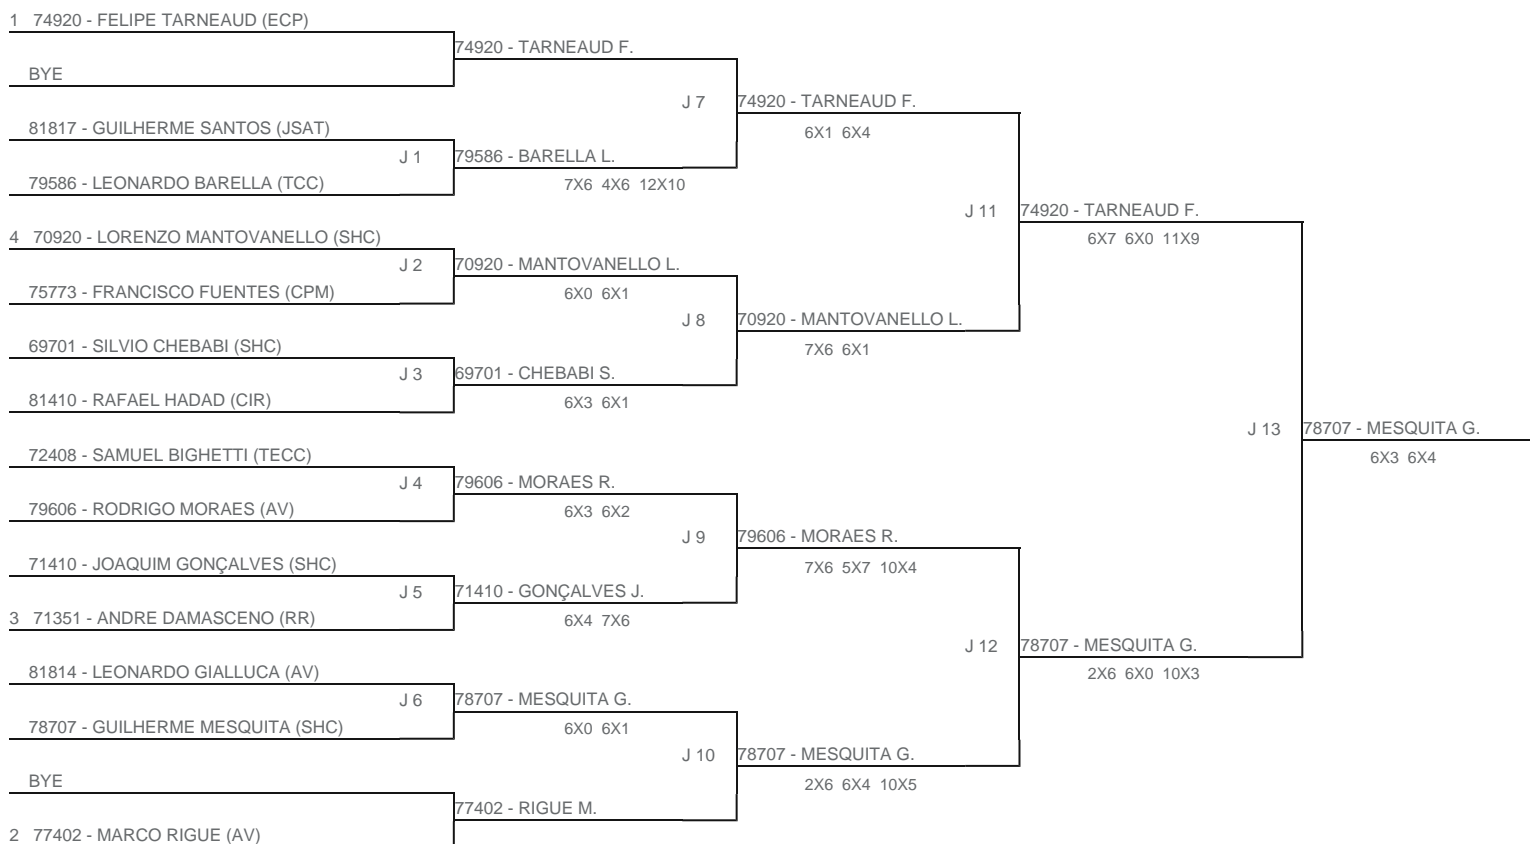 1 74920 - FELIPE TARNEAUD (ECP)
74920 - TARNEAUD F.
BYE
J 7
74920 - TARNEAUD F.
81817 - GUILHERME SANTOS (JSAT)
6X1 6X4
J 1
79586 - BARELLA L.
79586 - LEONARDO BARELLA (TCC)
7X6 4X6 12X10
J 11
74920 - TARNEAUD F.
4 70920 - LORENZO MANTOVANELLO (SHC)
6X7 6X0 11X9
J 2
70920 - MANTOVANELLO L.
75773 - FRANCISCO FUENTES (CPM)
6X0 6X1
J 8
70920 - MANTOVANELLO L.
69701 - SILVIO CHEBABI (SHC)
7X6 6X1
J 3
69701 - CHEBABI S.
81410 - RAFAEL HADAD (CIR)
6X3 6X1
J 13
78707 - MESQUITA G.
72408 - SAMUEL BIGHETTI (TECC)
6X3 6X4
J 4
79606 - MORAES R.
79606 - RODRIGO MORAES (AV)
6X3 6X2
J 9
79606 - MORAES R.
71410 - JOAQUIM GONÇALVES (SHC)
7X6 5X7 10X4
J 5
71410 - GONÇALVES J.
3 71351 - ANDRE DAMASCENO (RR)
6X4 7X6
J 12
78707 - MESQUITA G.
81814 - LEONARDO GIALLUCA (AV)
2X6 6X0 10X3
J 6
78707 - MESQUITA G.
78707 - GUILHERME MESQUITA (SHC)
6X0 6X1
J 10
78707 - MESQUITA G.
BYE
2X6 6X4 10X5
77402 - RIGUE M.
2 77402 - MARCO RIGUE (AV)